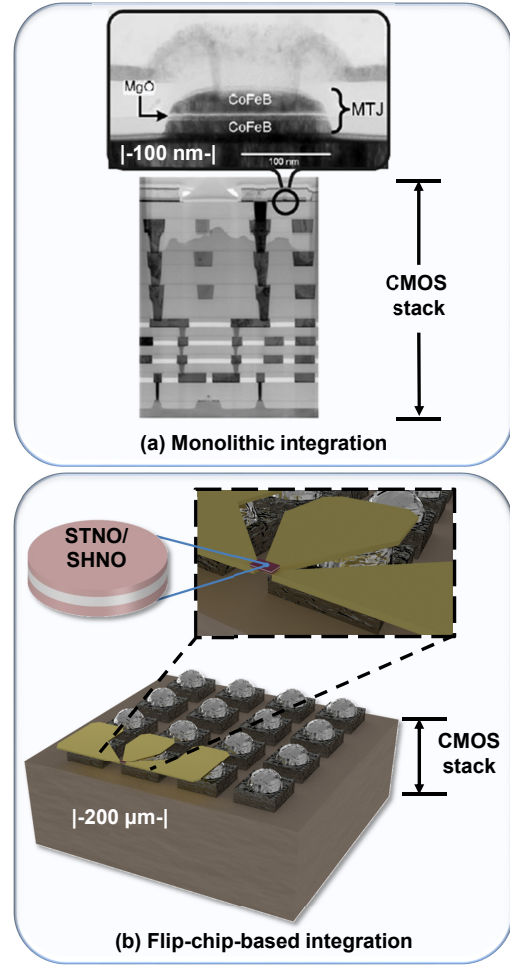 MgO
CoFeB
MTJ
CoFeB
|-100 nm-|
100 nm
CMOS
stack
(a) Monolithic integration
STNO/
SHNO
CMOS
stack
|-200 µm-|
(b) Flip-chip-based integration